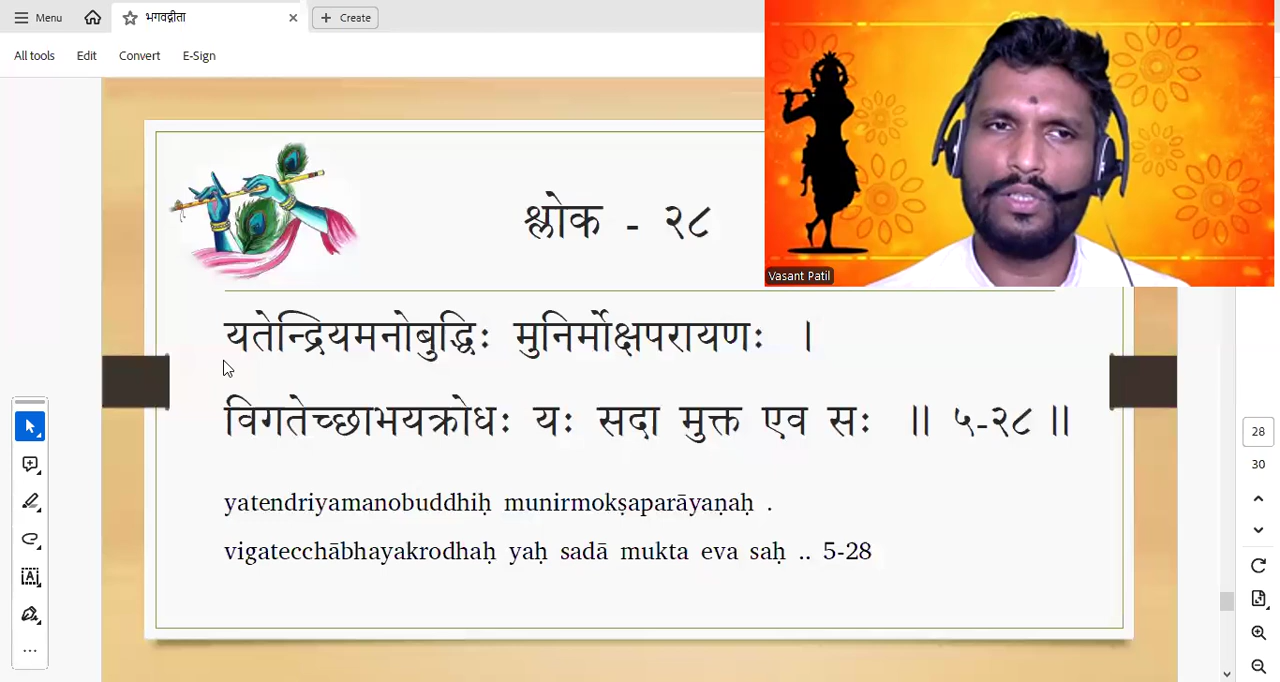 Menu
भगवद्गीता
Create
All tools Edit Convert E-Sign
श्लोक - २८
Vasant Patil
यतेन्द्रियमनोबुद्धिः मुनिर्मोक्षपरायणः ।
विगतेच्छाभयक्रोधः यः सदा मुक्त एव सः ॥ ५-२८ ॥
yatendriyamanobuddhiḥ munirmokṣaparāyaṇaḥ .
vigatecchābhayakrodhaḥ yaḥ sadā mukta eva saḥ .. 5-28
28
30